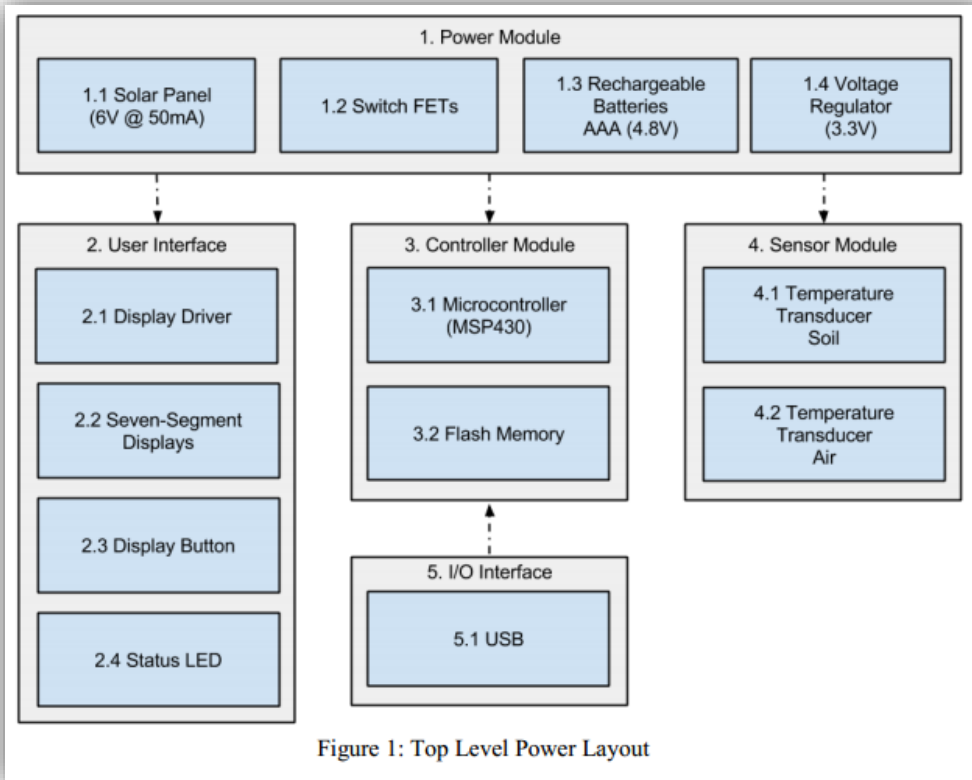 1. Power Module
1.1 Solar Panel
(6V @ 50mA)
1.2 Switch FETs
1.3 Rechargeable
Batteries
AAA (4.8V)
1.4 Voltage
Regulator
(3.3V)
2. User Interface
2.1 Display Driver
2.2 Seven-Segment
Displays
2.3 Display Button
2.4 Status LED
3. Controller Module
3.1 Microcontroller
(MSP430)
3.2 Flash Memory
4. Sensor Module
4.1 Temperature
Transducer
Soil
4.2 Temperature
Transducer
Air
5. I/O Interface
5.1 USB
Figure 1: Top Level Power Layout